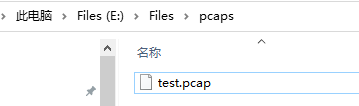 此电脑 > Files (E:) > Files > pcaps
名称
test.pcap